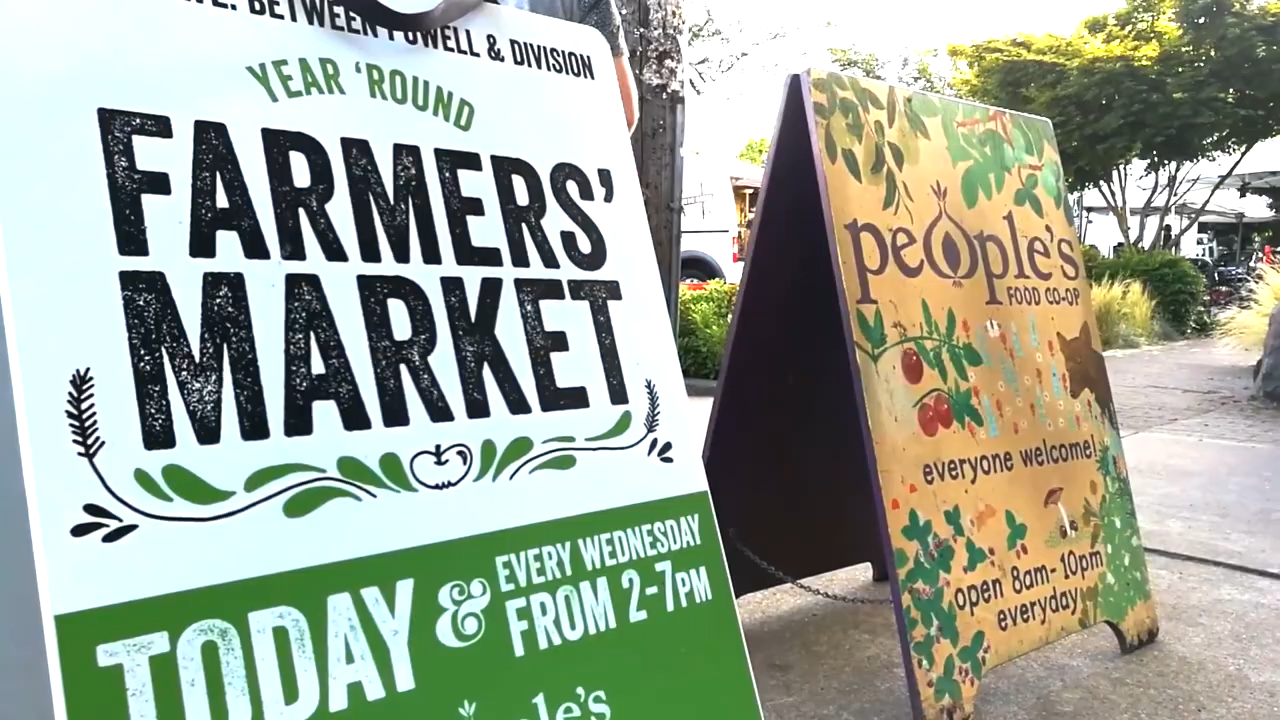 BETWEEN POWELL & DIVISION
YEAR ‘ROUND
FARMERS’
MARKET
TODAY & EVERY WEDNESDAY
FROM 2-7PM
people's
FOOD CO-OP
everyone welcome!
open 8am-10pm
everyday